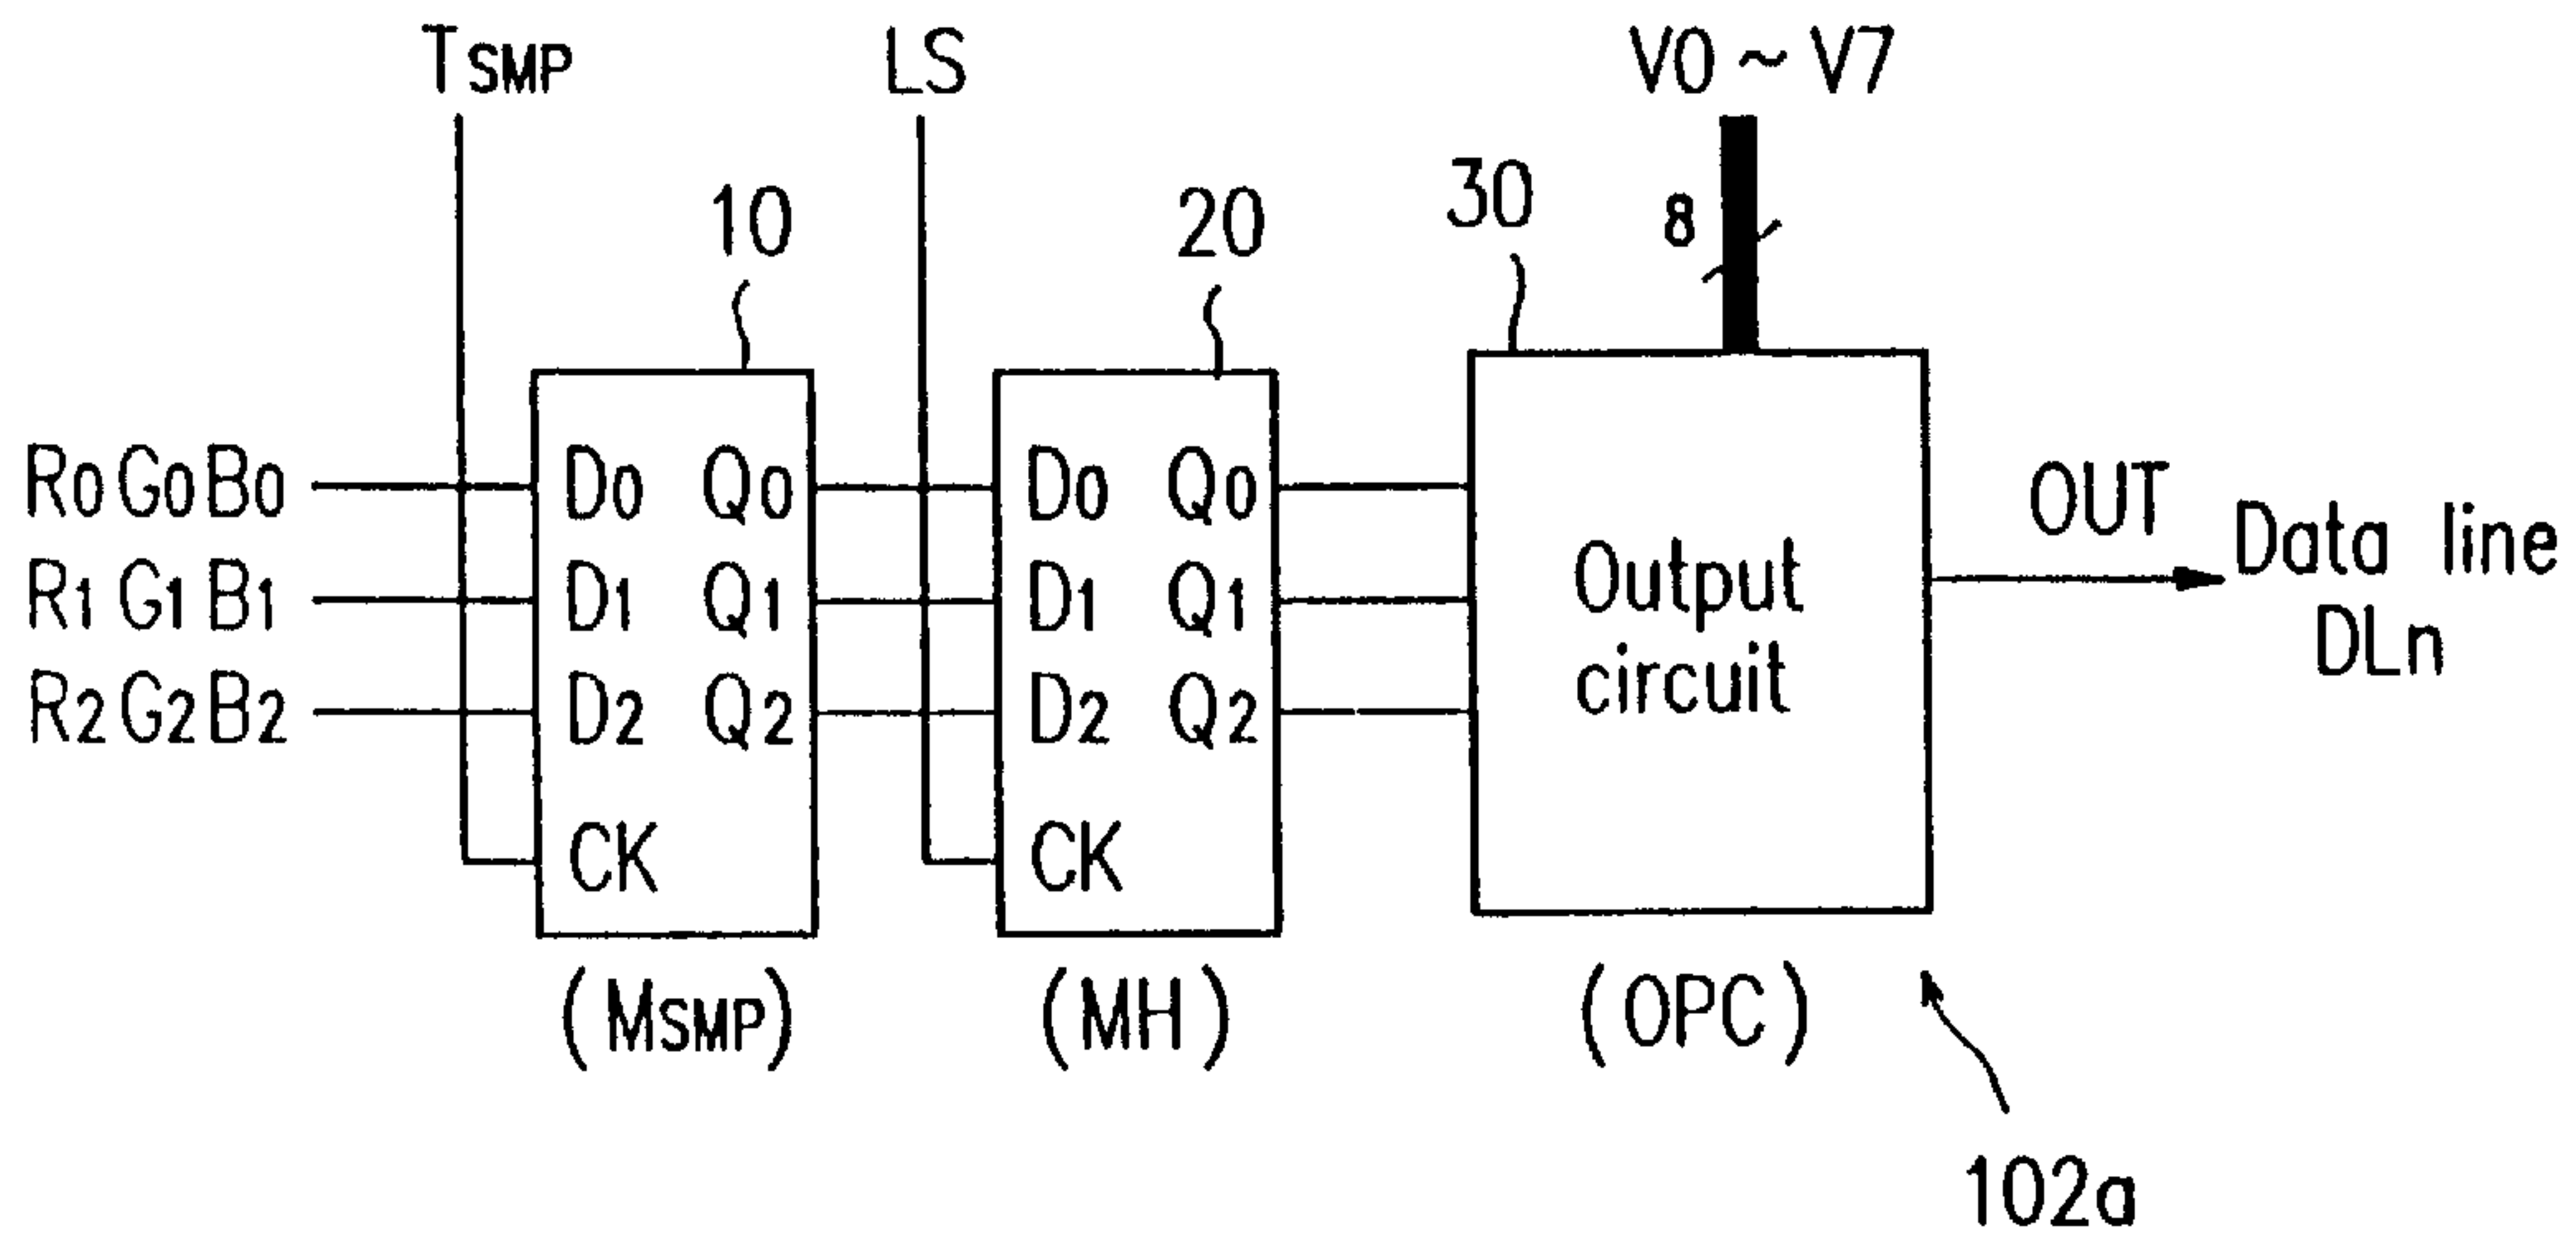 TSMP LS V0 ~ V7
10 20 30 8
R0 G0 B0 D0 Q0 D0 Q0
R1 G1 B1 D1 Q1 D1 Q1
R2 G2 B2 D2 Q2 D2 Q2
CK CK
Output
circuit
OUT
Data line
DLn
(MSMP) (MH) (OPC)
102a